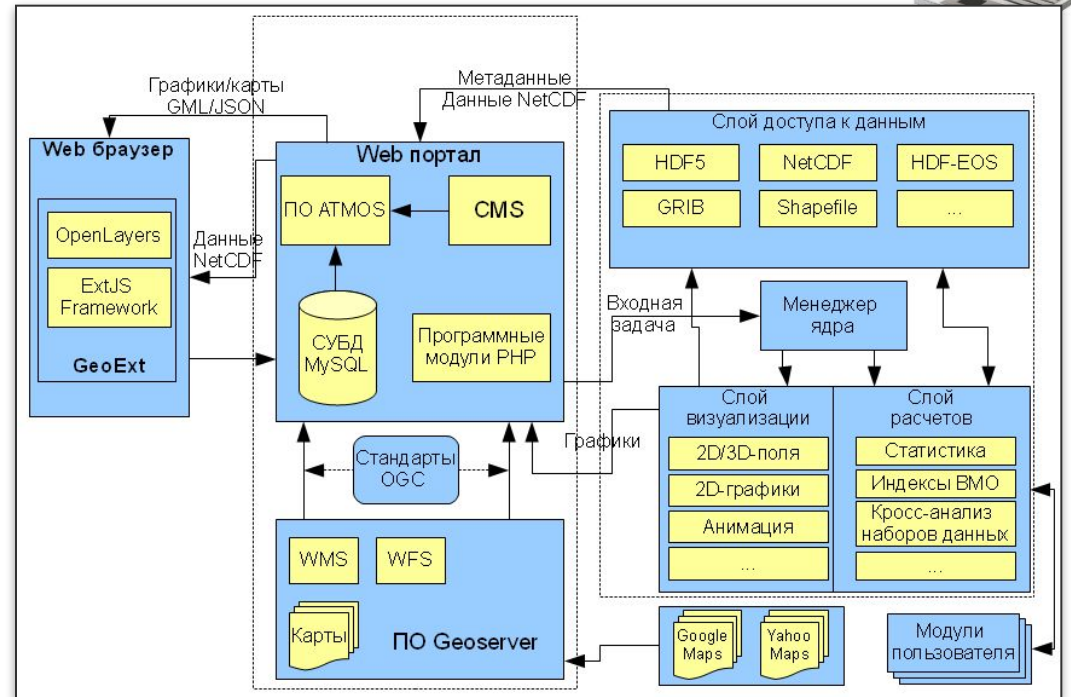 Графики/карты
GML/JSON
Метаданные
Данные NetCDF
Web браузер
OpenLayers
ExtJS
Framework
GeoExt
Данные
NetCDF
Web портал
ПО ATMOS
CMS
СУБД
MySQL
Программные
модули PHP
Слой доступа к данным
HDF5
NetCDF
HDF-EOS
GRIB
Shapefile
...
Входная
задача
Менеджер
ядра
Графики
Слой
визуализации
2D/3D-поля
2D-графики
Анимация
...
Слой
расчетов
Статистика
Индексы ВМО
Кросс-анализ
наборов данных
...
Стандарты
OGC
WMS
WFS
Карты
ПО Geoserver
Google
Maps
Yahoo
Maps
Модули
пользователя